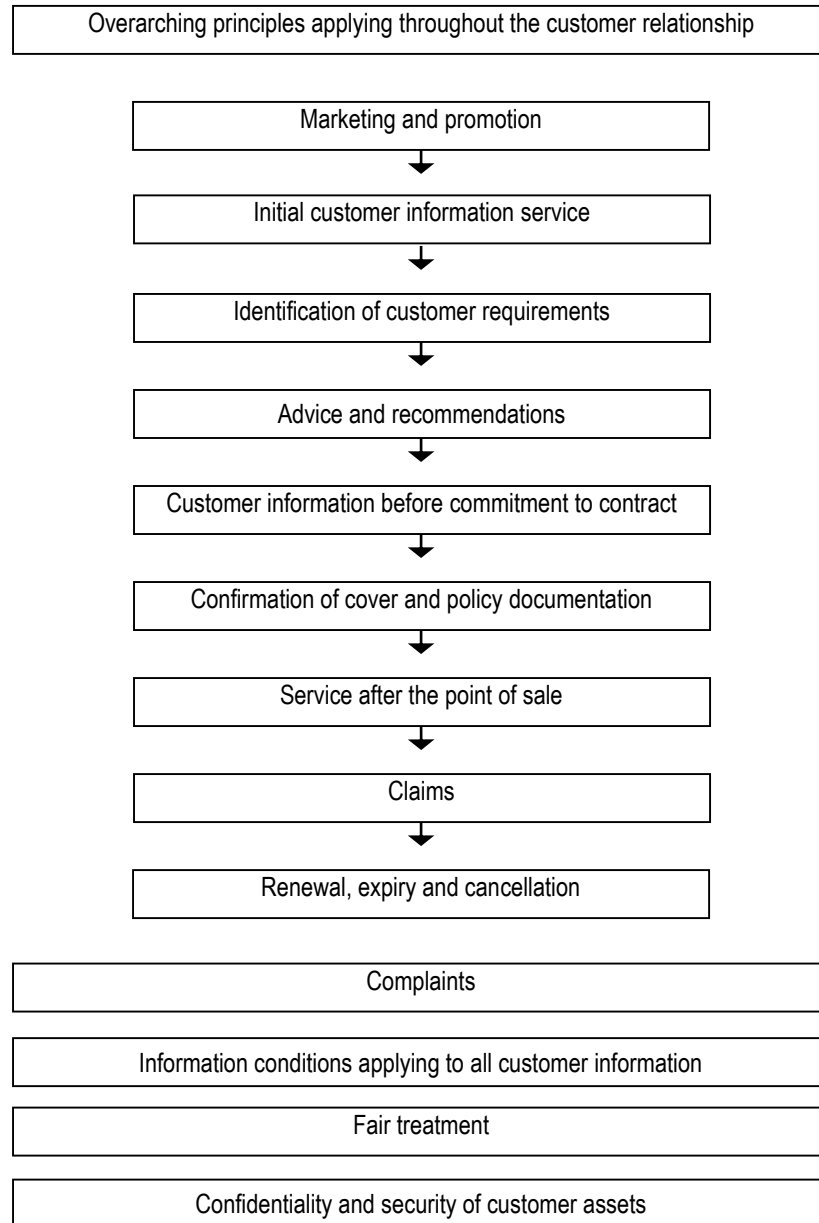 Overarching principles applying throughout the customer relationship
Marketing and promotion
Initial customer information service
Identification of customer requirements
Advice and recommendations
Customer information before commitment to contract
Confirmation of cover and policy documentation
Service after the point of sale
Claims
Renewal, expiry and cancellation
Complaints
Information conditions applying to all customer information
Fair treatment
Confidentiality and security of customer assets